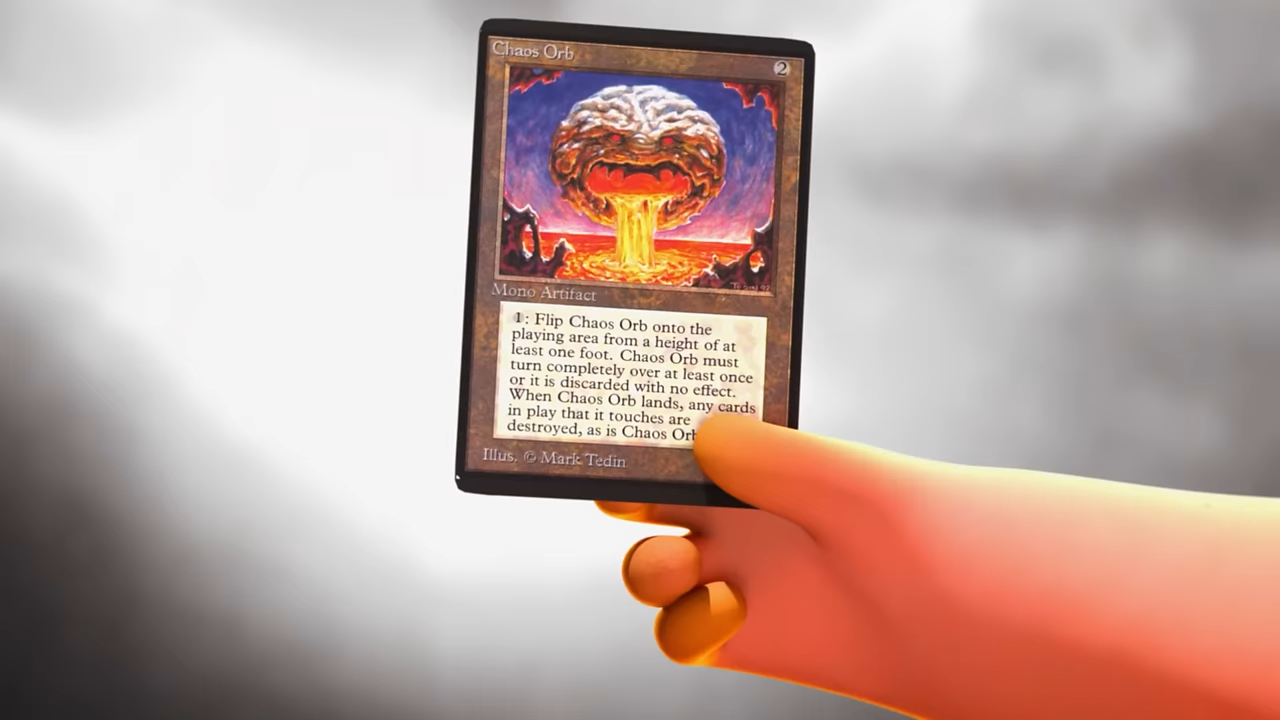 Chaos Orb
2
Mono Artifact
1: Flip Chaos Orb onto the
playing area from a height of at
least one foot. Chaos Orb must
turn completely over at least once
or it is discarded with no effect.
When Chaos Orb lands, any cards
in play that it touches are
destroyed, as is Chaos Orb
Illus. © Mark Tedin